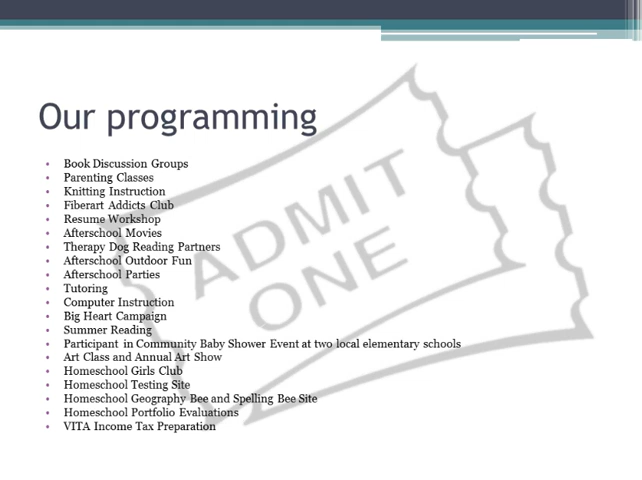 Our programming
• Book Discussion Groups
• Parenting Classes
• Knitting Instruction
• Fiberart Addicts Club
• Resume Workshop
• Afterschool Movies
• Therapy Dog Reading Partners
• Afterschool Outdoor Fun
• Afterschool Parties
• Tutoring
• Computer Instruction
• Big Heart Campaign
• Summer Reading
• Participant in Community Baby Shower Event at two local elementary schools
• Art Class and Annual Art Show
• Homeschool Girls Club
• Homeschool Testing Site
• Homeschool Geography Bee and Spelling Bee Site
• Homeschool Portfolio Evaluations
• VITA Income Tax Preparation
ADMIT
ONE